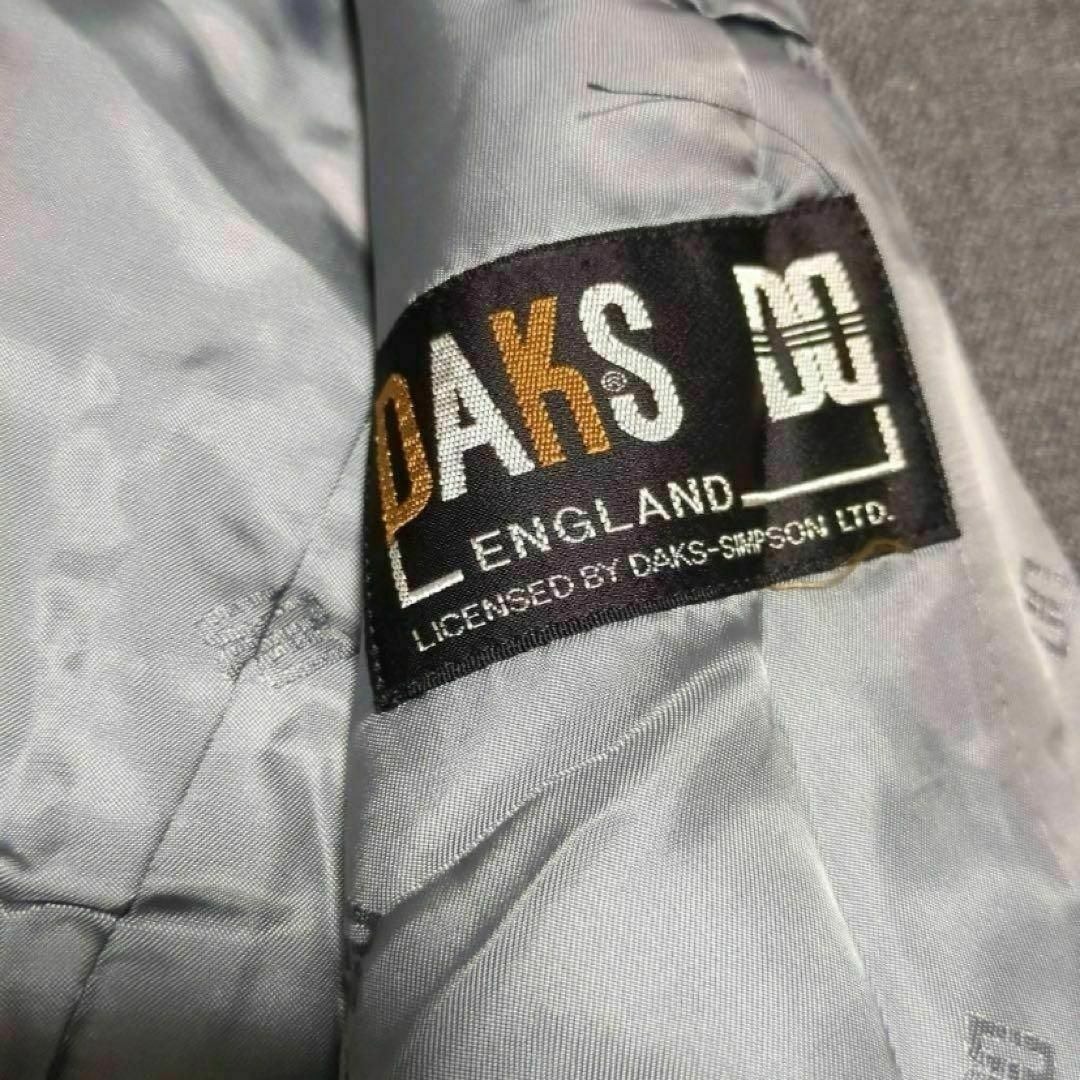 DAKS®
ENGLAND
LICENSED BY DAKS-SIMPSON LTD.